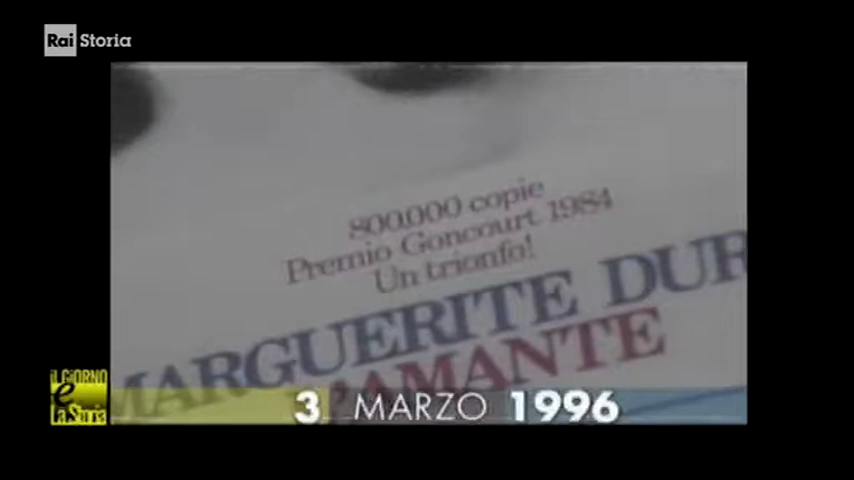 Rai Storia
800.000 copie
Premio Goncourt 1984
Un trionfo!
MARGUERITE DUR
L'AMANTE
iL GiORNO
e
la Storia
3 MARZO 1996